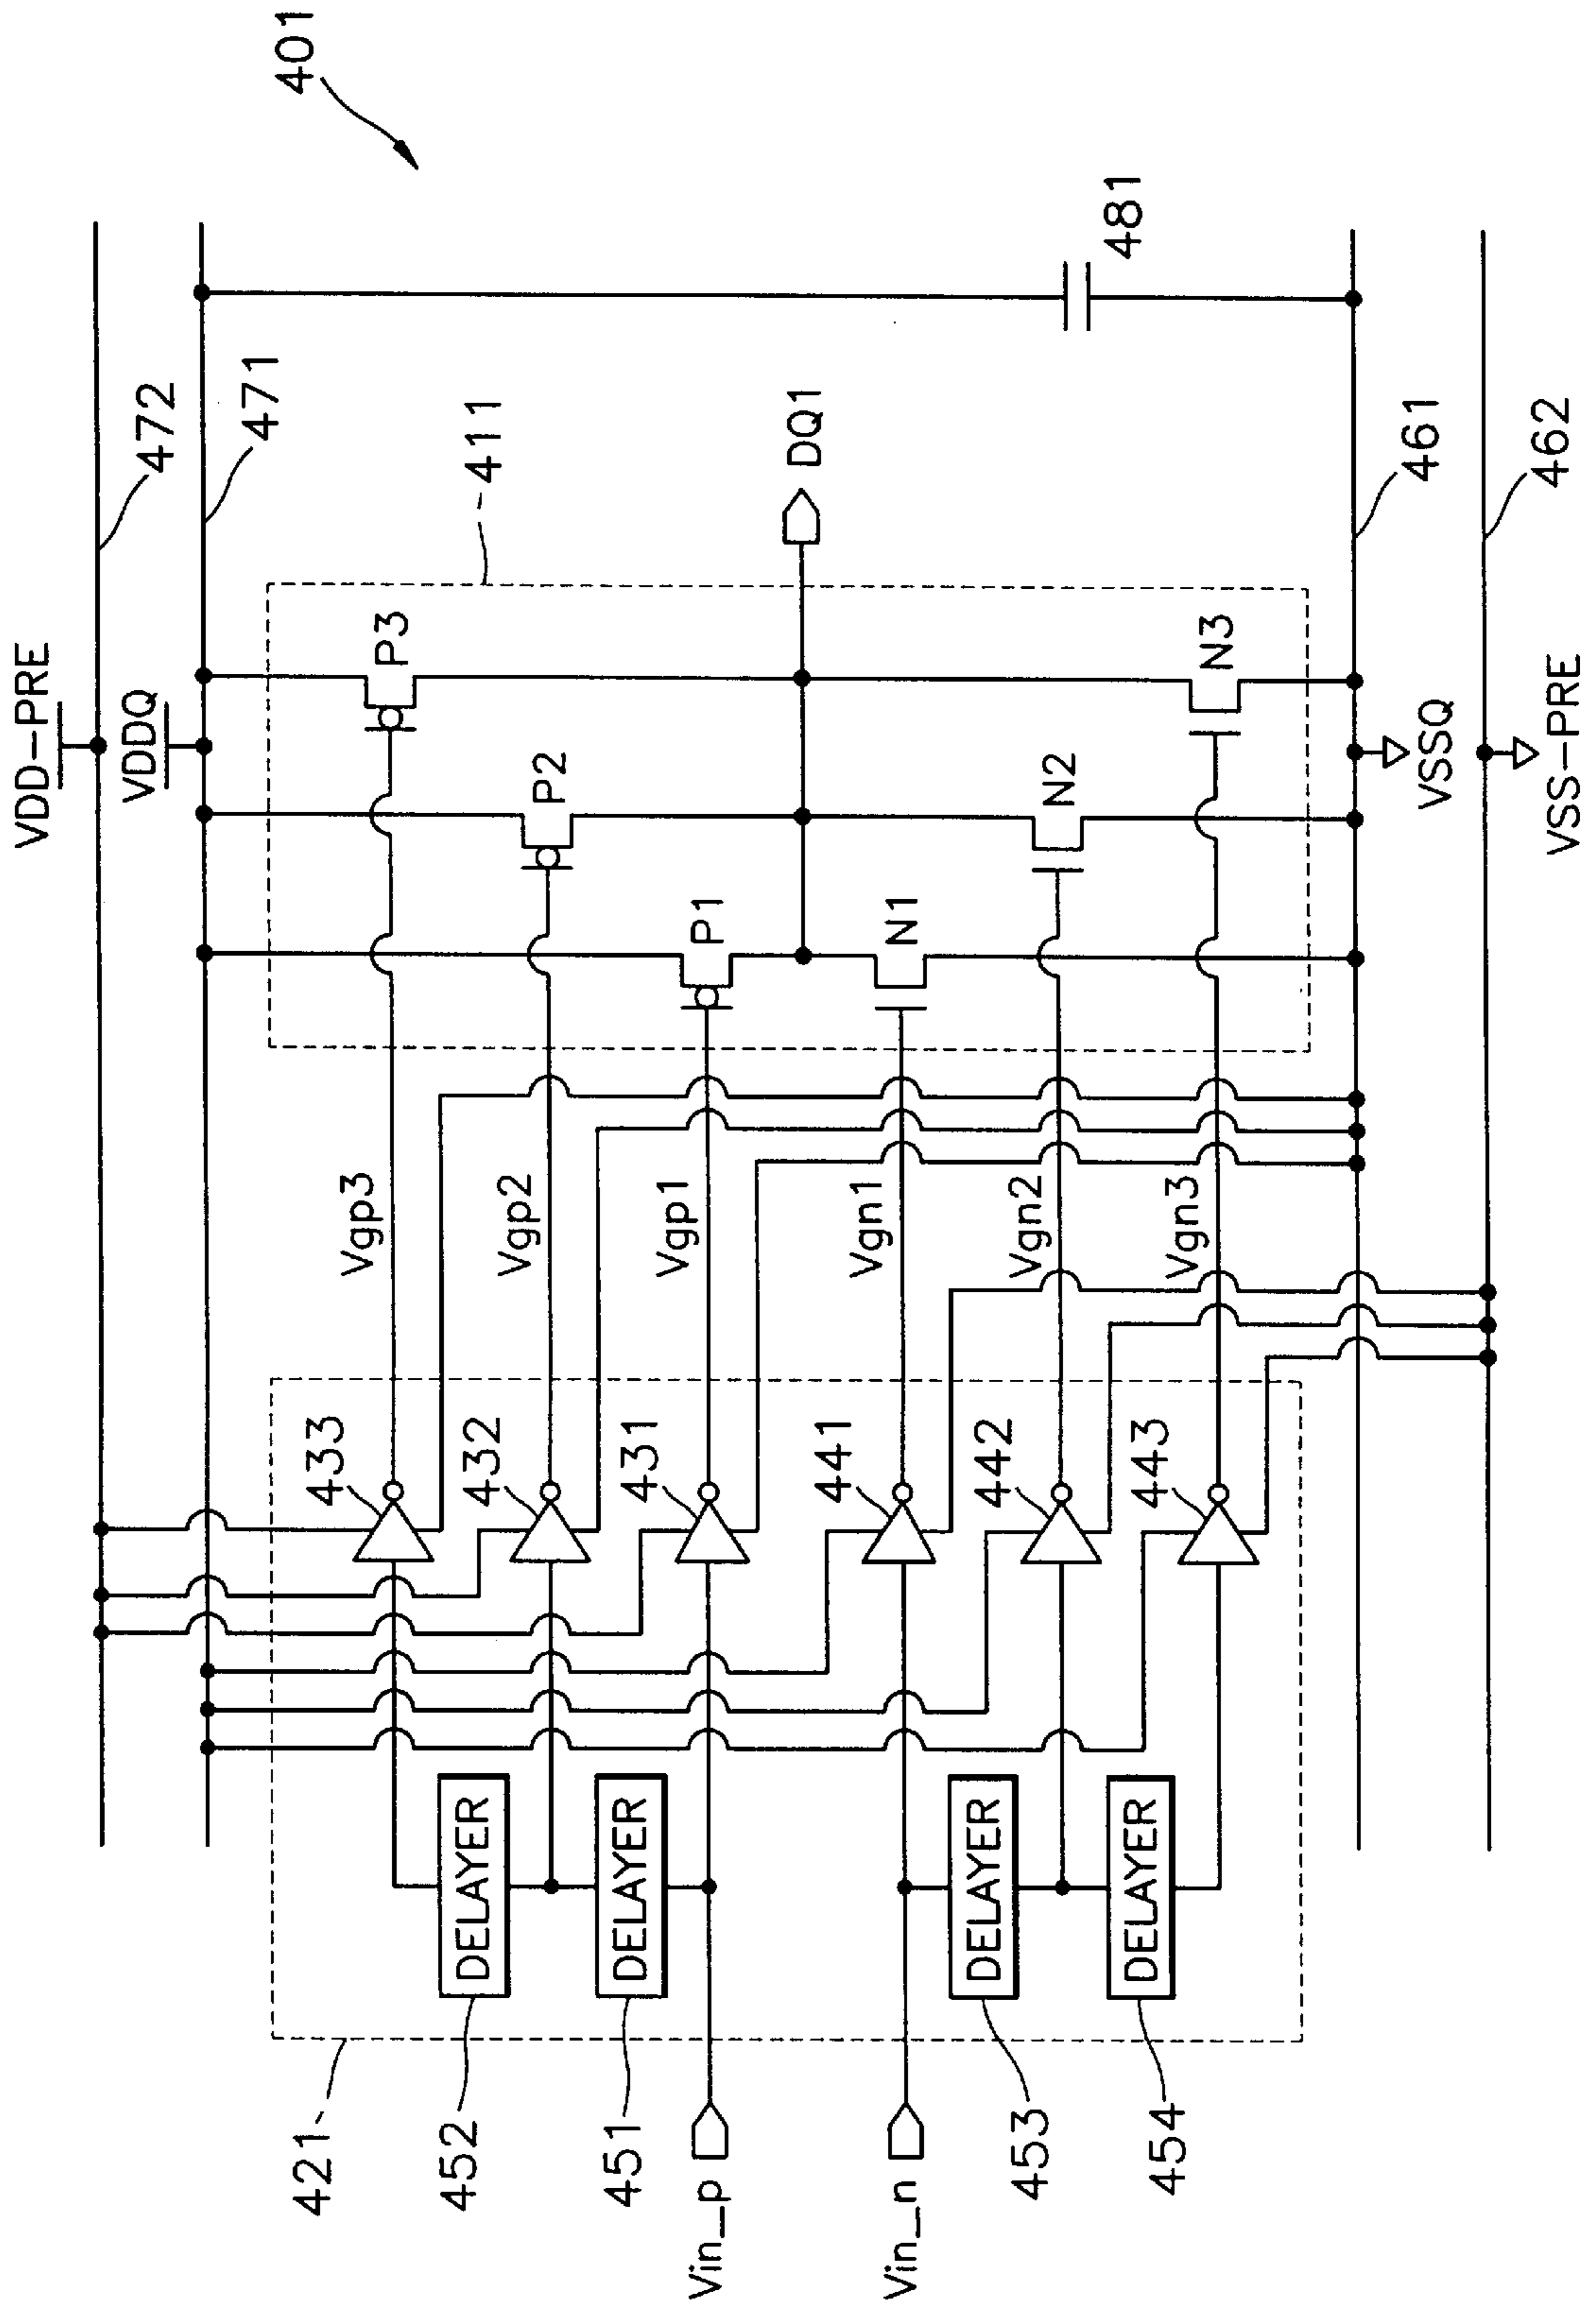 401
VDD-PRE
472
VDDQ
471
411
P3
P2
P1
N1
N2
N3
DQ1
481
461
VSSQ
462
VSS-PRE
Vgp3
Vgp2
Vgp1
Vgn1
Vgn2
Vgn3
433
432
431
441
442
443
DELAYER
DELAYER
DELAYER
DELAYER
421
452
451
453
454
Vin_p
Vin_n